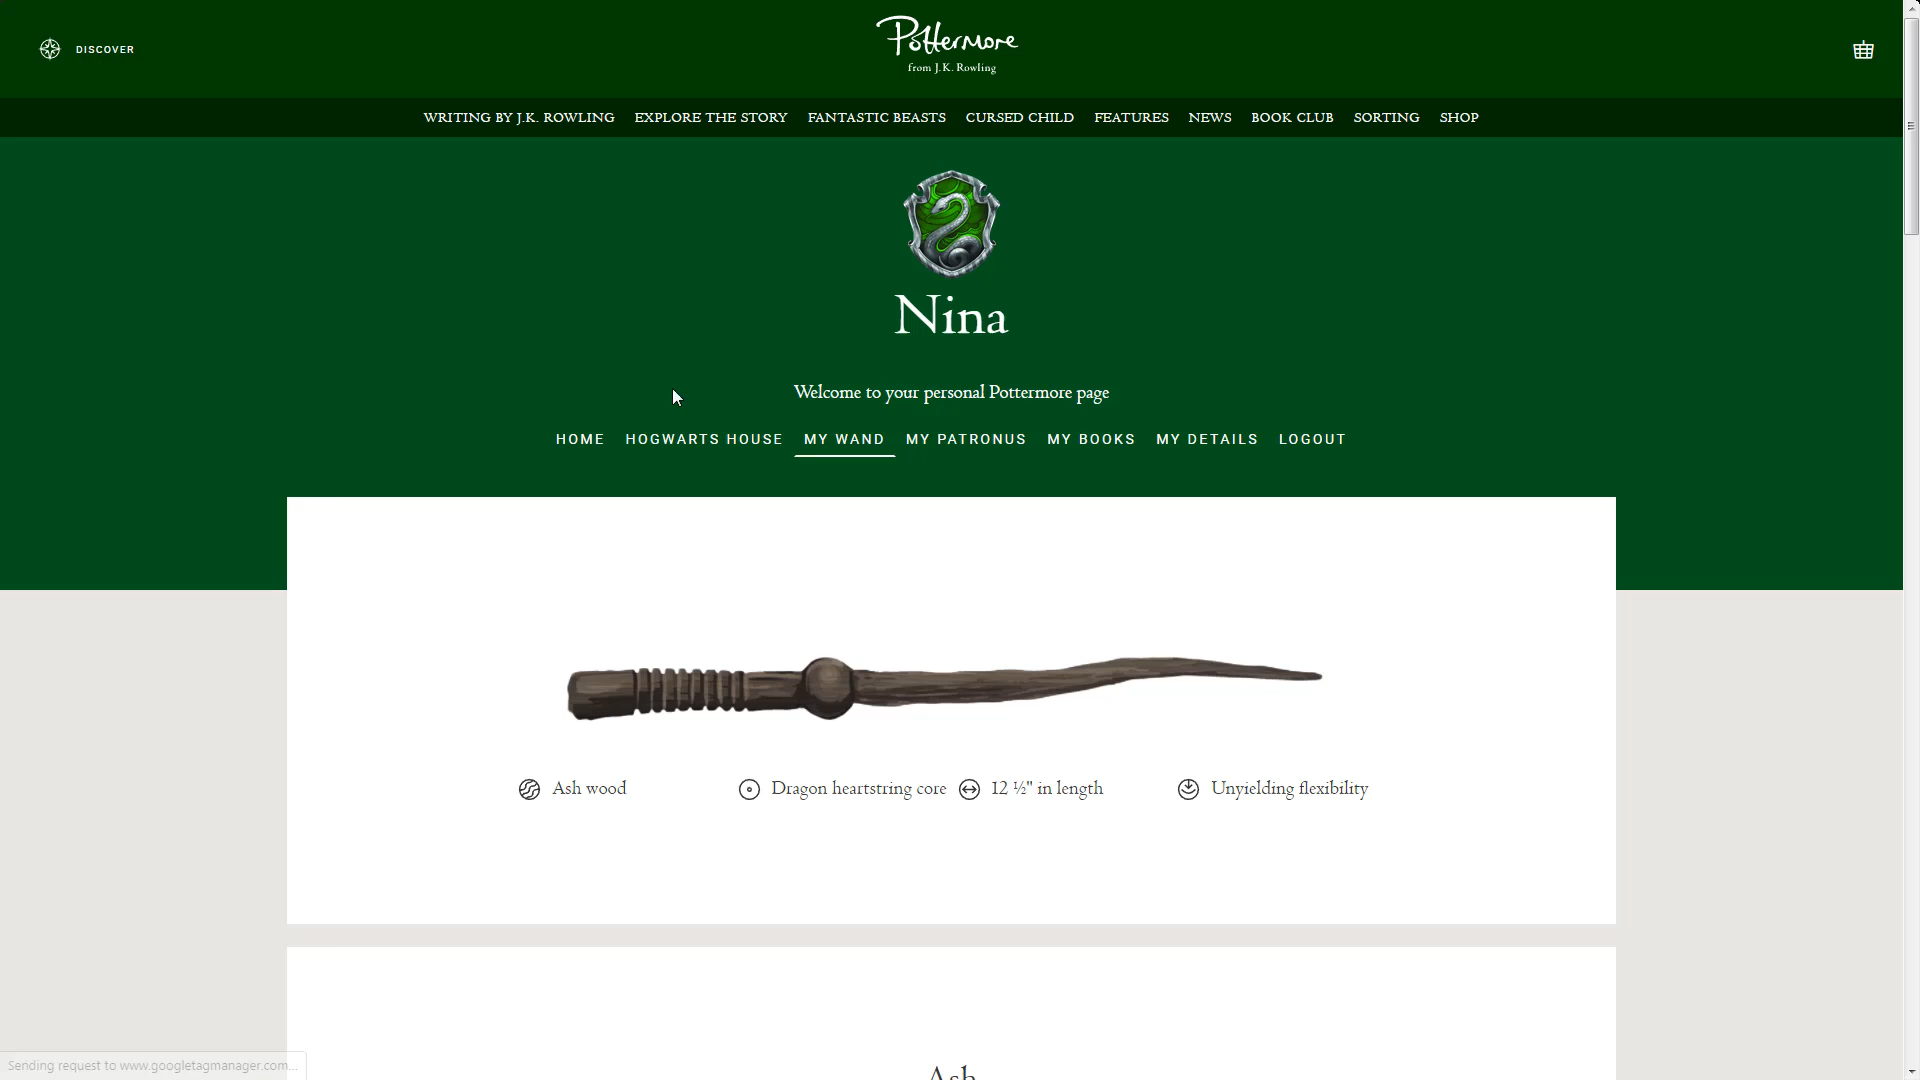 DISCOVER
Pottermore
from J.K. Rowling
WRITING BY J.K. ROWLING EXPLORE THE STORY FANTASTIC BEASTS CURSED CHILD FEATURES NEWS BOOK CLUB SORTING SHOP
Nina
Welcome to your personal Pottermore page
HOME HOGWARTS HOUSE MY WAND MY PATRONUS MY BOOKS MY DETAILS LOGOUT
Ash wood Dragon heartstring core 12 ½" in length Unyielding flexibility
Ash
Sending request to www.googletagmanager.com...